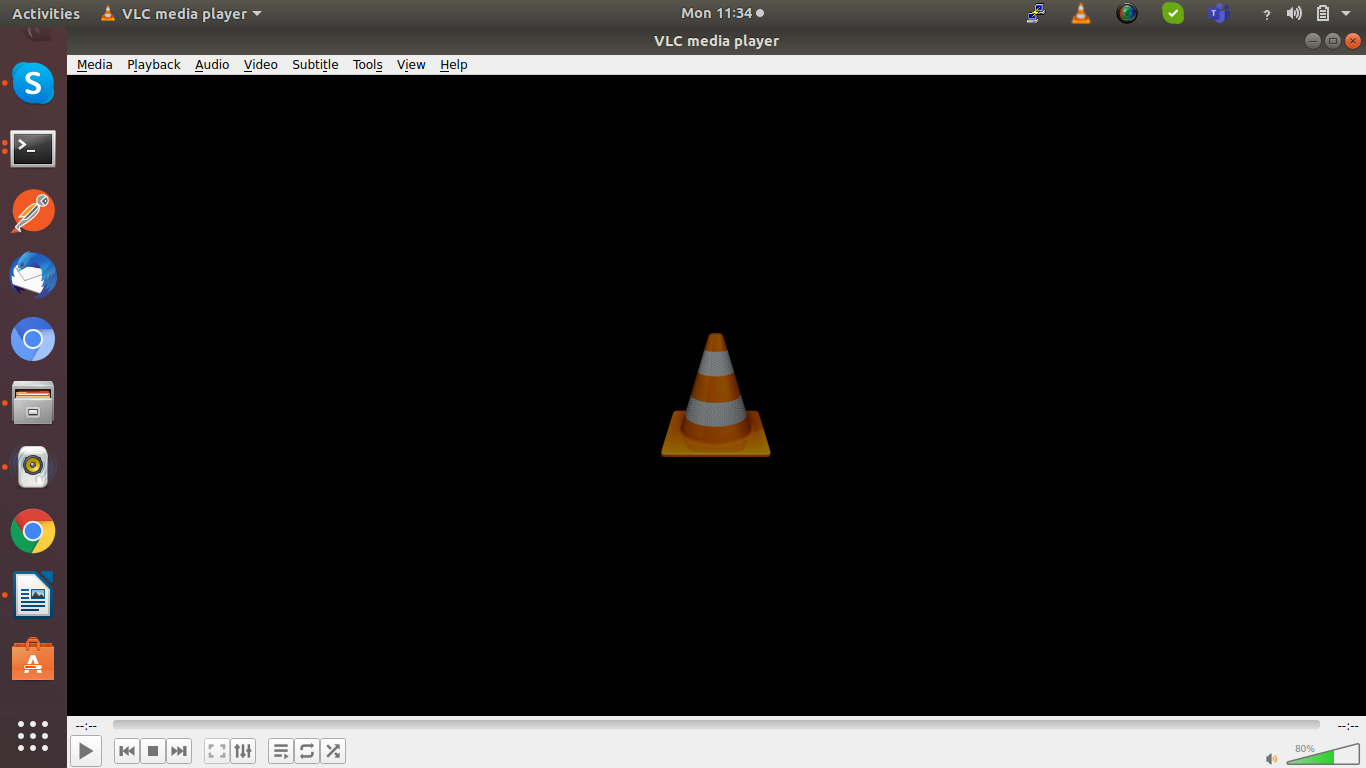 Activities VLC media player Mon 11:34 ?
VLC media player
Media Playback Audio Video Subtitle Tools View Help
--:-- --:--
80%